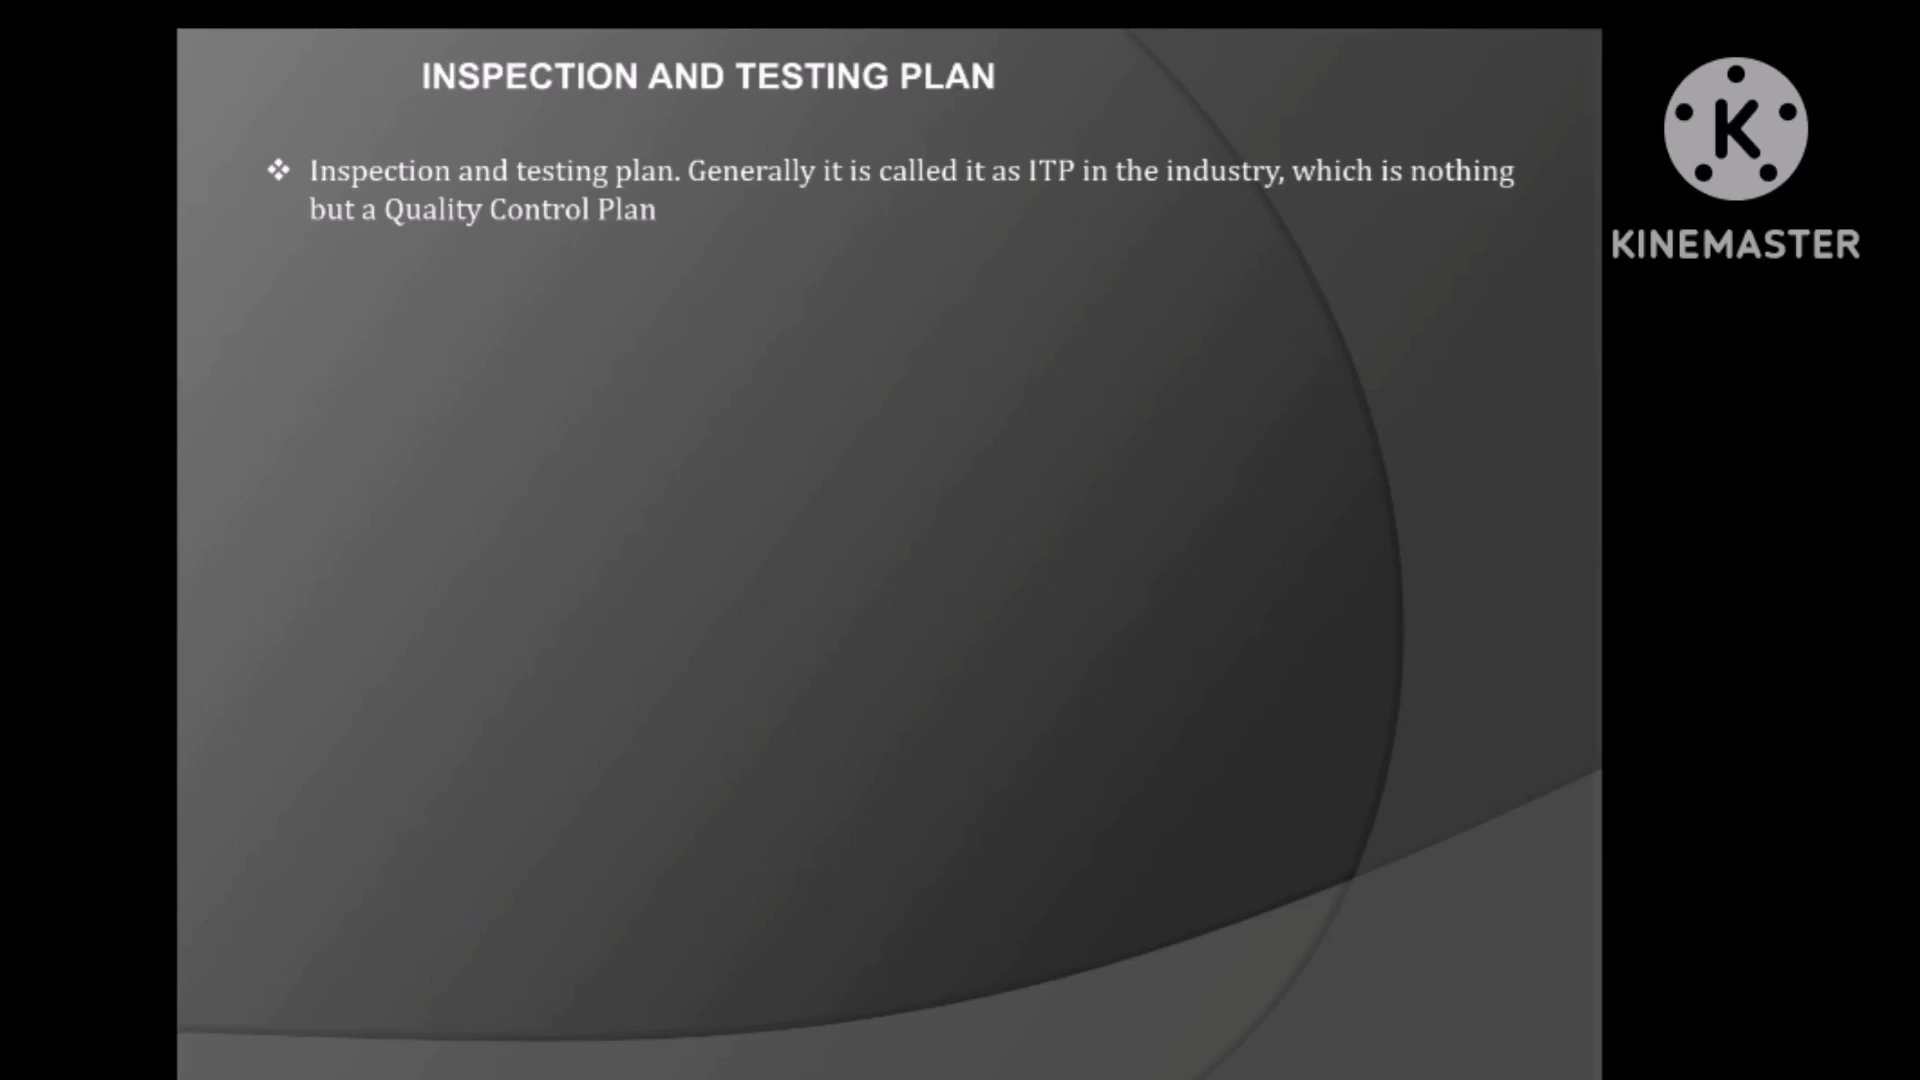 INSPECTION AND TESTING PLAN
❖ Inspection and testing plan. Generally it is called it as ITP in the industry, which is nothing
but a Quality Control Plan
K
KINEMASTER